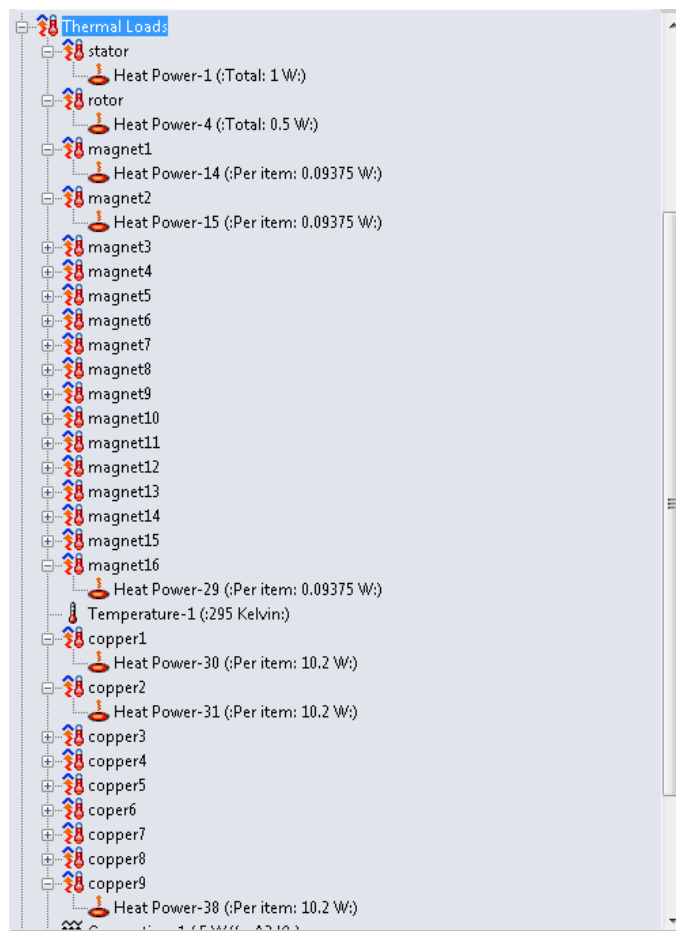 Thermal Loads
stator
Heat Power-1 (:Total: 1 W:)
rotor
Heat Power-4 (:Total: 0.5 W:)
magnet1
Heat Power-14 (:Per item: 0.09375 W:)
magnet2
Heat Power-15 (:Per item: 0.09375 W:)
magnet3
magnet4
magnet5
magnet6
magnet7
magnet8
magnet9
magnet10
magnet11
magnet12
magnet13
magnet14
magnet15
magnet16
Heat Power-29 (:Per item: 0.09375 W:)
Temperature-1 (:295 Kelvin:)
copper1
Heat Power-30 (:Per item: 10.2 W:)
copper2
Heat Power-31 (:Per item: 10.2 W:)
copper3
copper4
copper5
coper6
copper7
copper8
copper9
Heat Power-38 (:Per item: 10.2 W:)